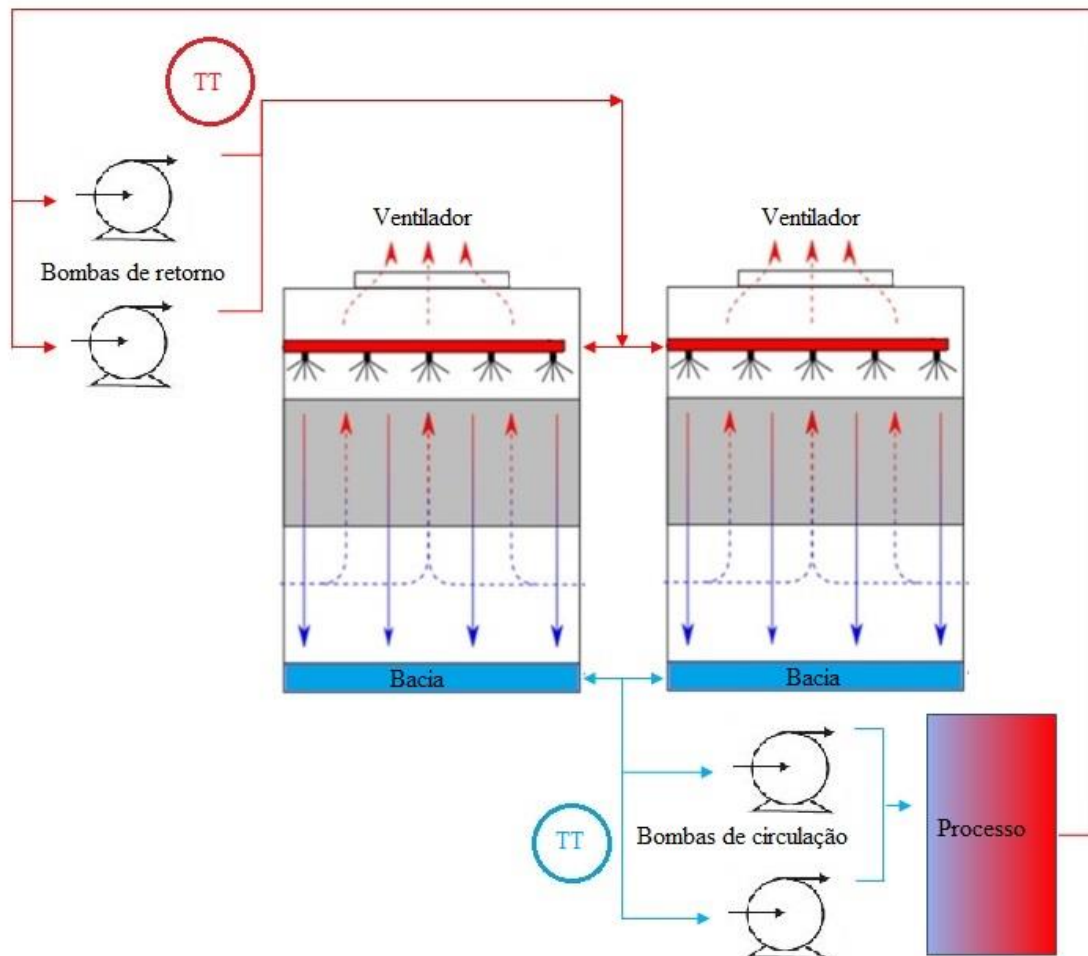 TT
Ventilador
Ventilador
Bombas de retorno
Bacia
Bacia
TT
Bombas de circulação
Processo